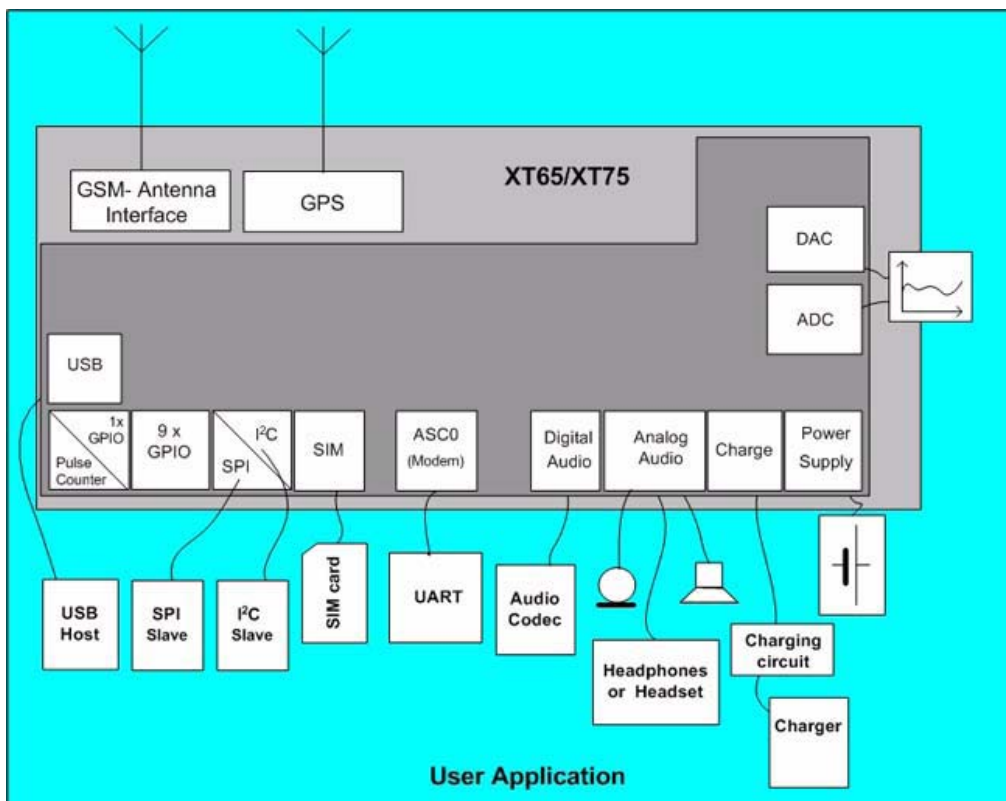 XT65/XT75
GSM- Antenna
Interface
GPS
DAC
ADC
USB
1x
GPIO
Pulse
Counter
9 x
GPIO
I²C
SPI
SIM
ASC0
(Modem)
Digital
Audio
Analog
Audio
Charge
Power
Supply
USB
Host
SPI
Slave
I²C
Slave
SIM card
UART
Audio
Codec
Headphones
or Headset
Charging
circuit
Charger
User Application